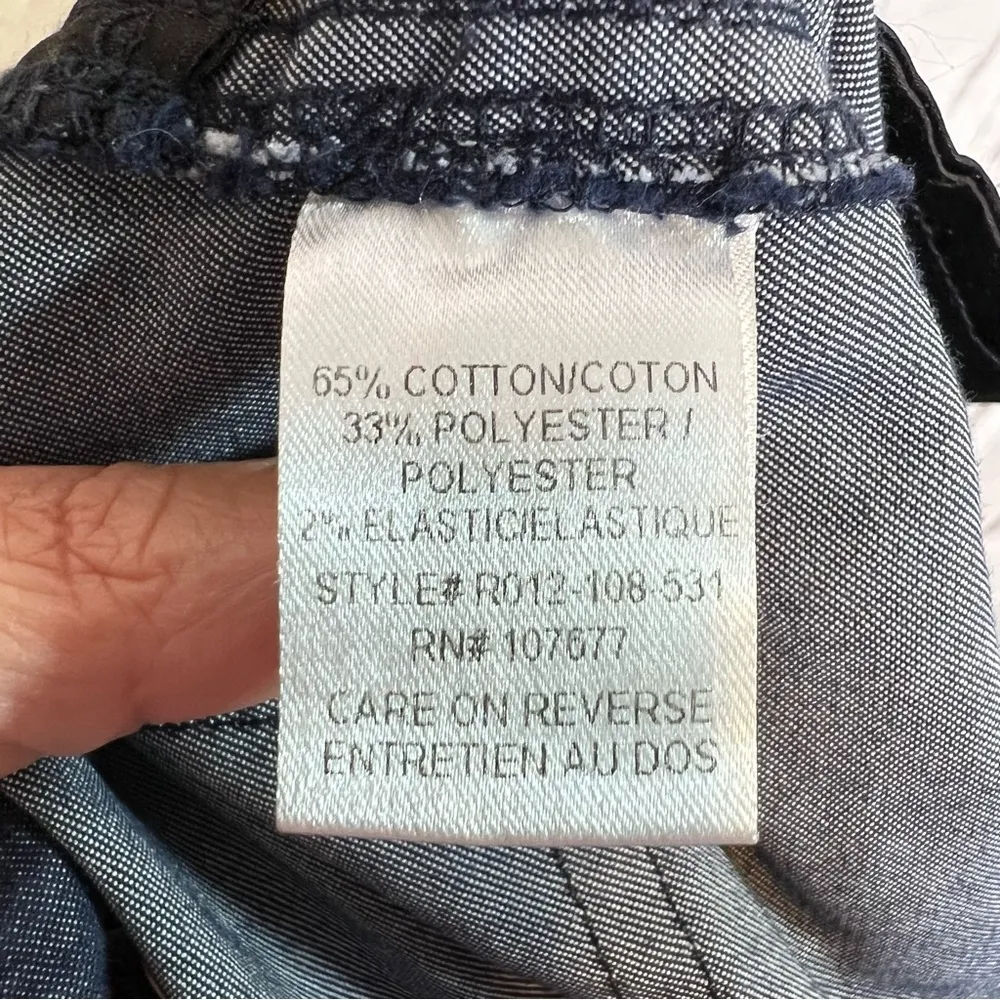 65% COTTON/COTON
33% POLYESTER /
POLYESTER
2% ELASTIC/ELASTIQUE
STYLE# R012-108-531
RN# 107677
CARE ON REVERSE
ENTRETIEN AU DOS